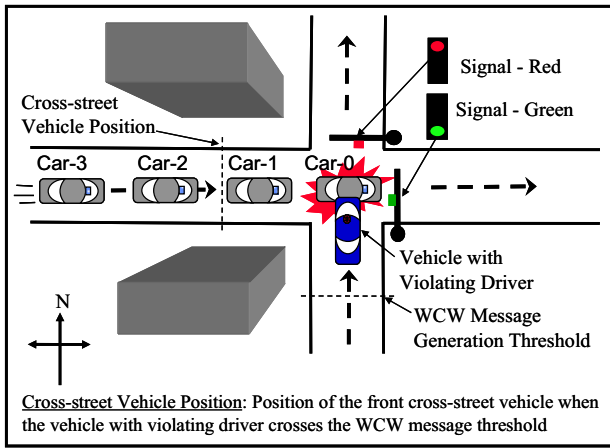 Signal - Red
Cross-street
Vehicle Position
Signal - Green
Car-3
Car-2
Car-1
Car-0
Vehicle with
Violating Driver
N
WCW Message
Generation Threshold
Cross-street Vehicle Position: Position of the front cross-street vehicle when
the vehicle with violating driver crosses the WCW message threshold